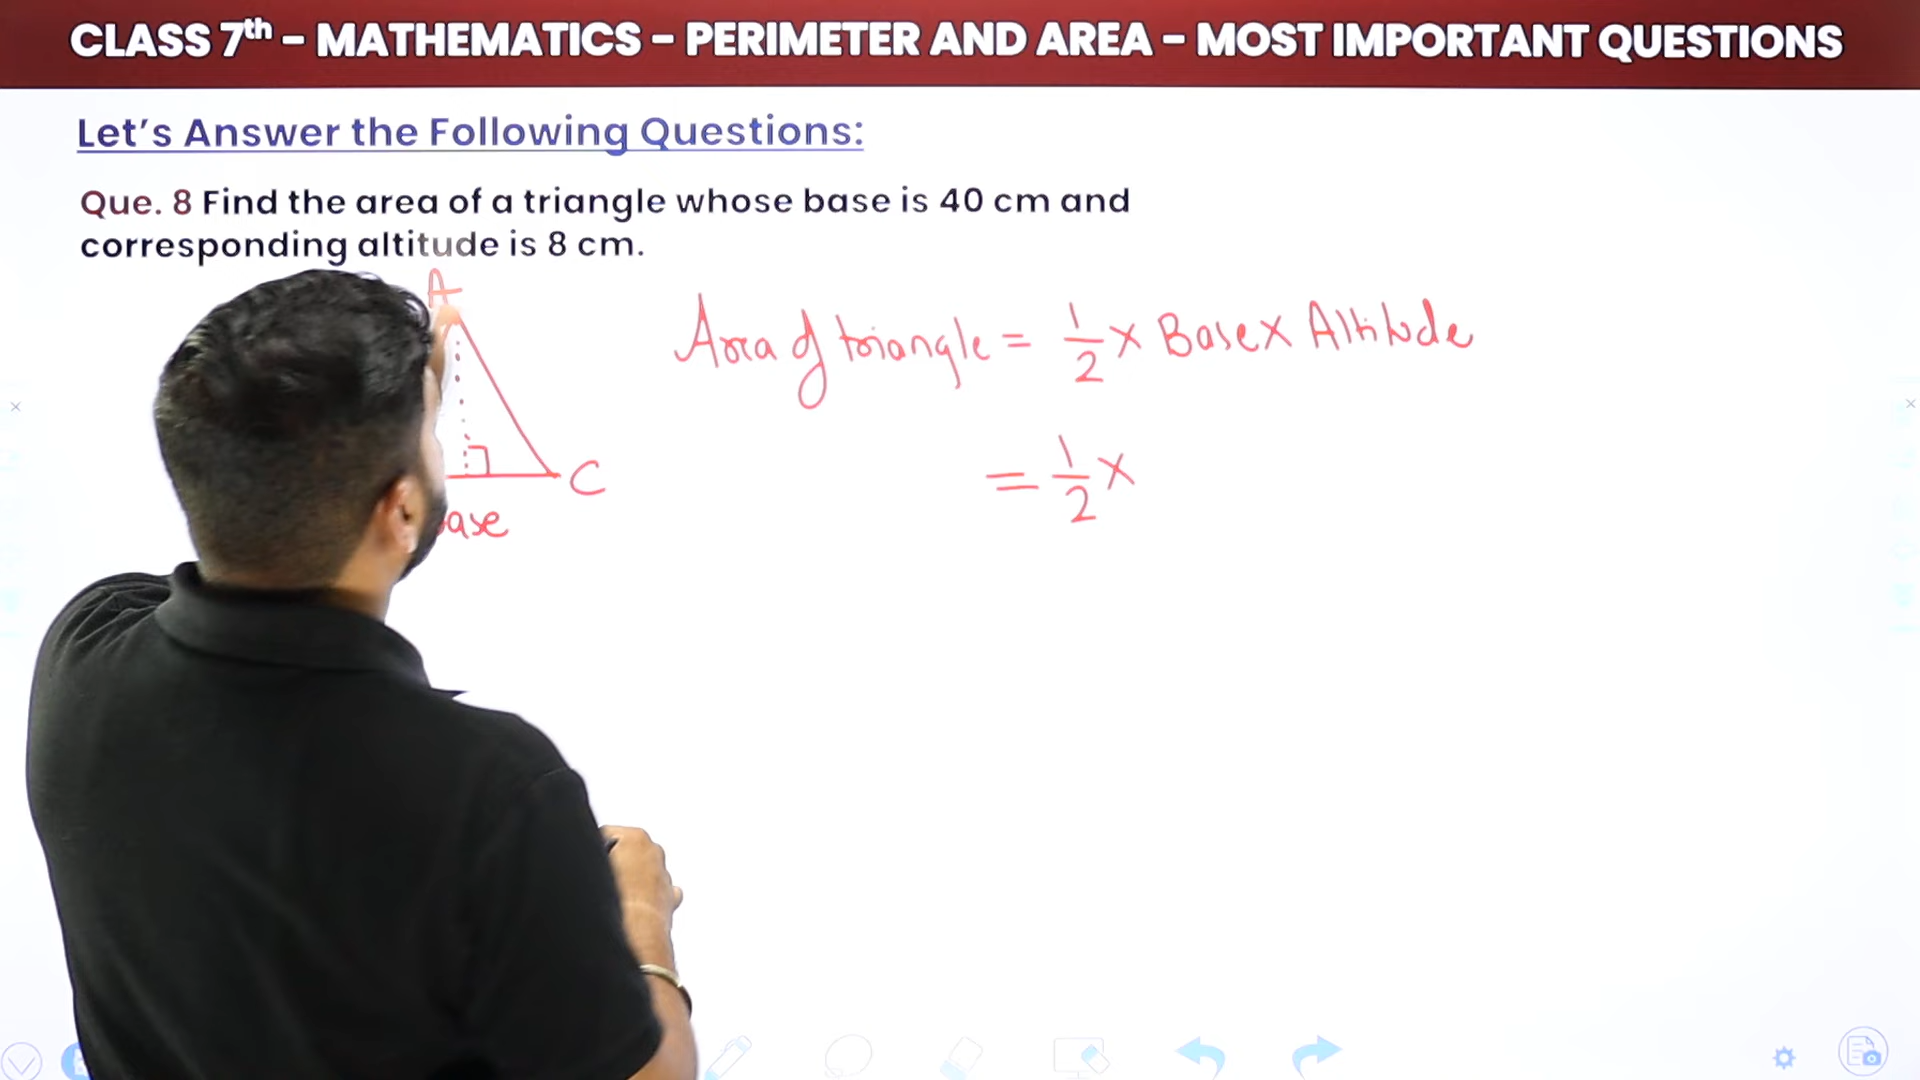 CLASS 7th – MATHEMATICS – PERIMETER AND AREA – MOST IMPORTANT QUESTIONS
Let's Answer the Following Questions:
Que. 8 Find the area of a triangle whose base is 40 cm and
corresponding altitude is 8 cm.
A
C
ase
Area of triangle = 1/2 × Base × Altitude
= 1/2 ×